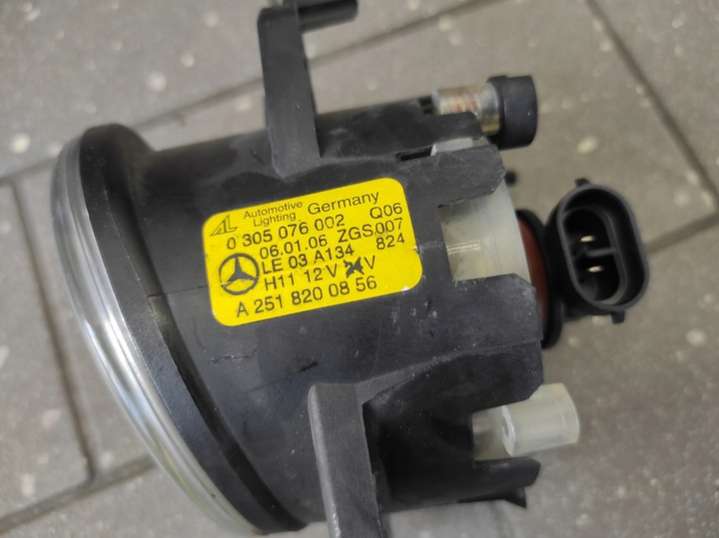 AL Automotive Lighting Germany
0 305 076 002 Q06
06.01.06 ZGS.007
LE 03 A134 824
H11 12V V
A 251 820 08 56